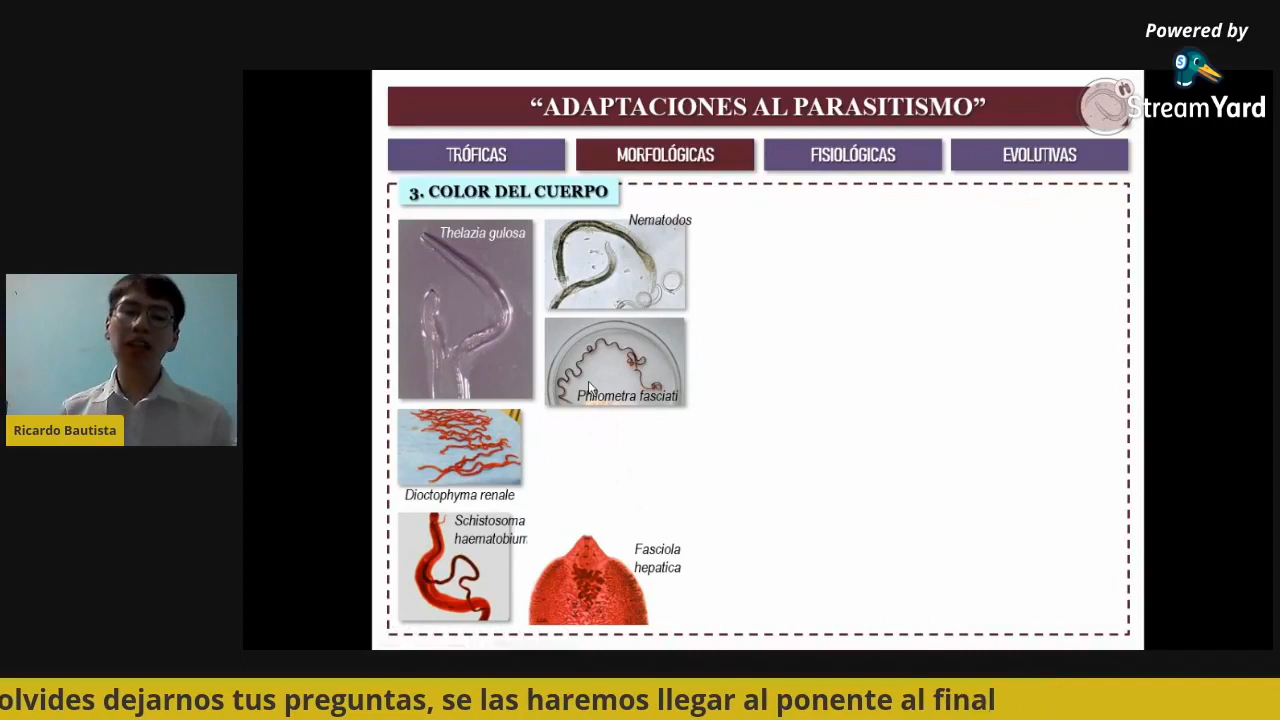 Powered by
StreamYard
“ADAPTACIONES AL PARASITISMO”
TRÓFICAS
MORFOLÓGICAS
FISIOLÓGICAS
EVOLUTIVAS
3. COLOR DEL CUERPO
Thelazia gulosa
Nematodos
Philometra fasciati
Dioctophyma renale
Schistosoma
haematobium
Fasciola
hepatica
Ricardo Bautista
olvides dejarnos tus preguntas, se las haremos llegar al ponente al final